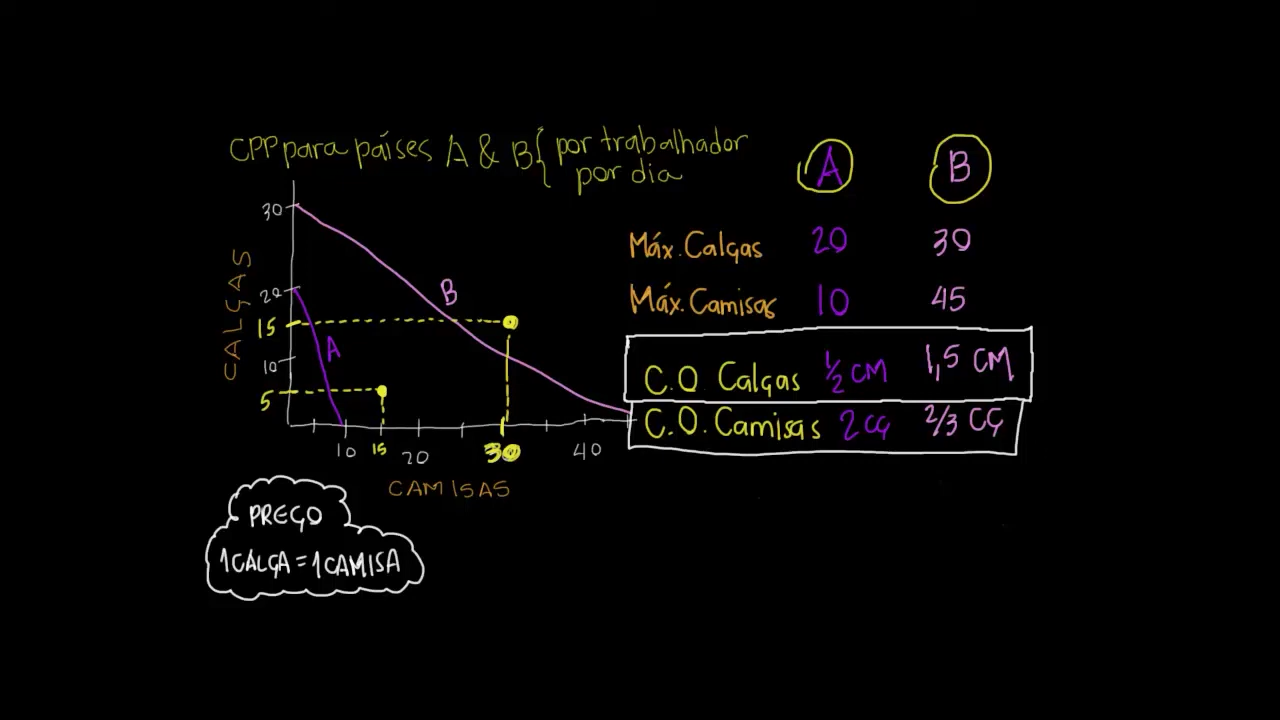 CPP para países A & B { por trabalhador
por dia
A B
Máx. Calças 20 30
Máx. Camisas 10 45
C.O. Calças 1/2 CM 1,5 CM
C.O. Camisas 2 CÇ 2/3 CÇ
CALÇAS
30
20
15
10
5
B
A
10 15 20 30 40
CAMISAS
PREÇO
1 CALÇA = 1 CAMISA